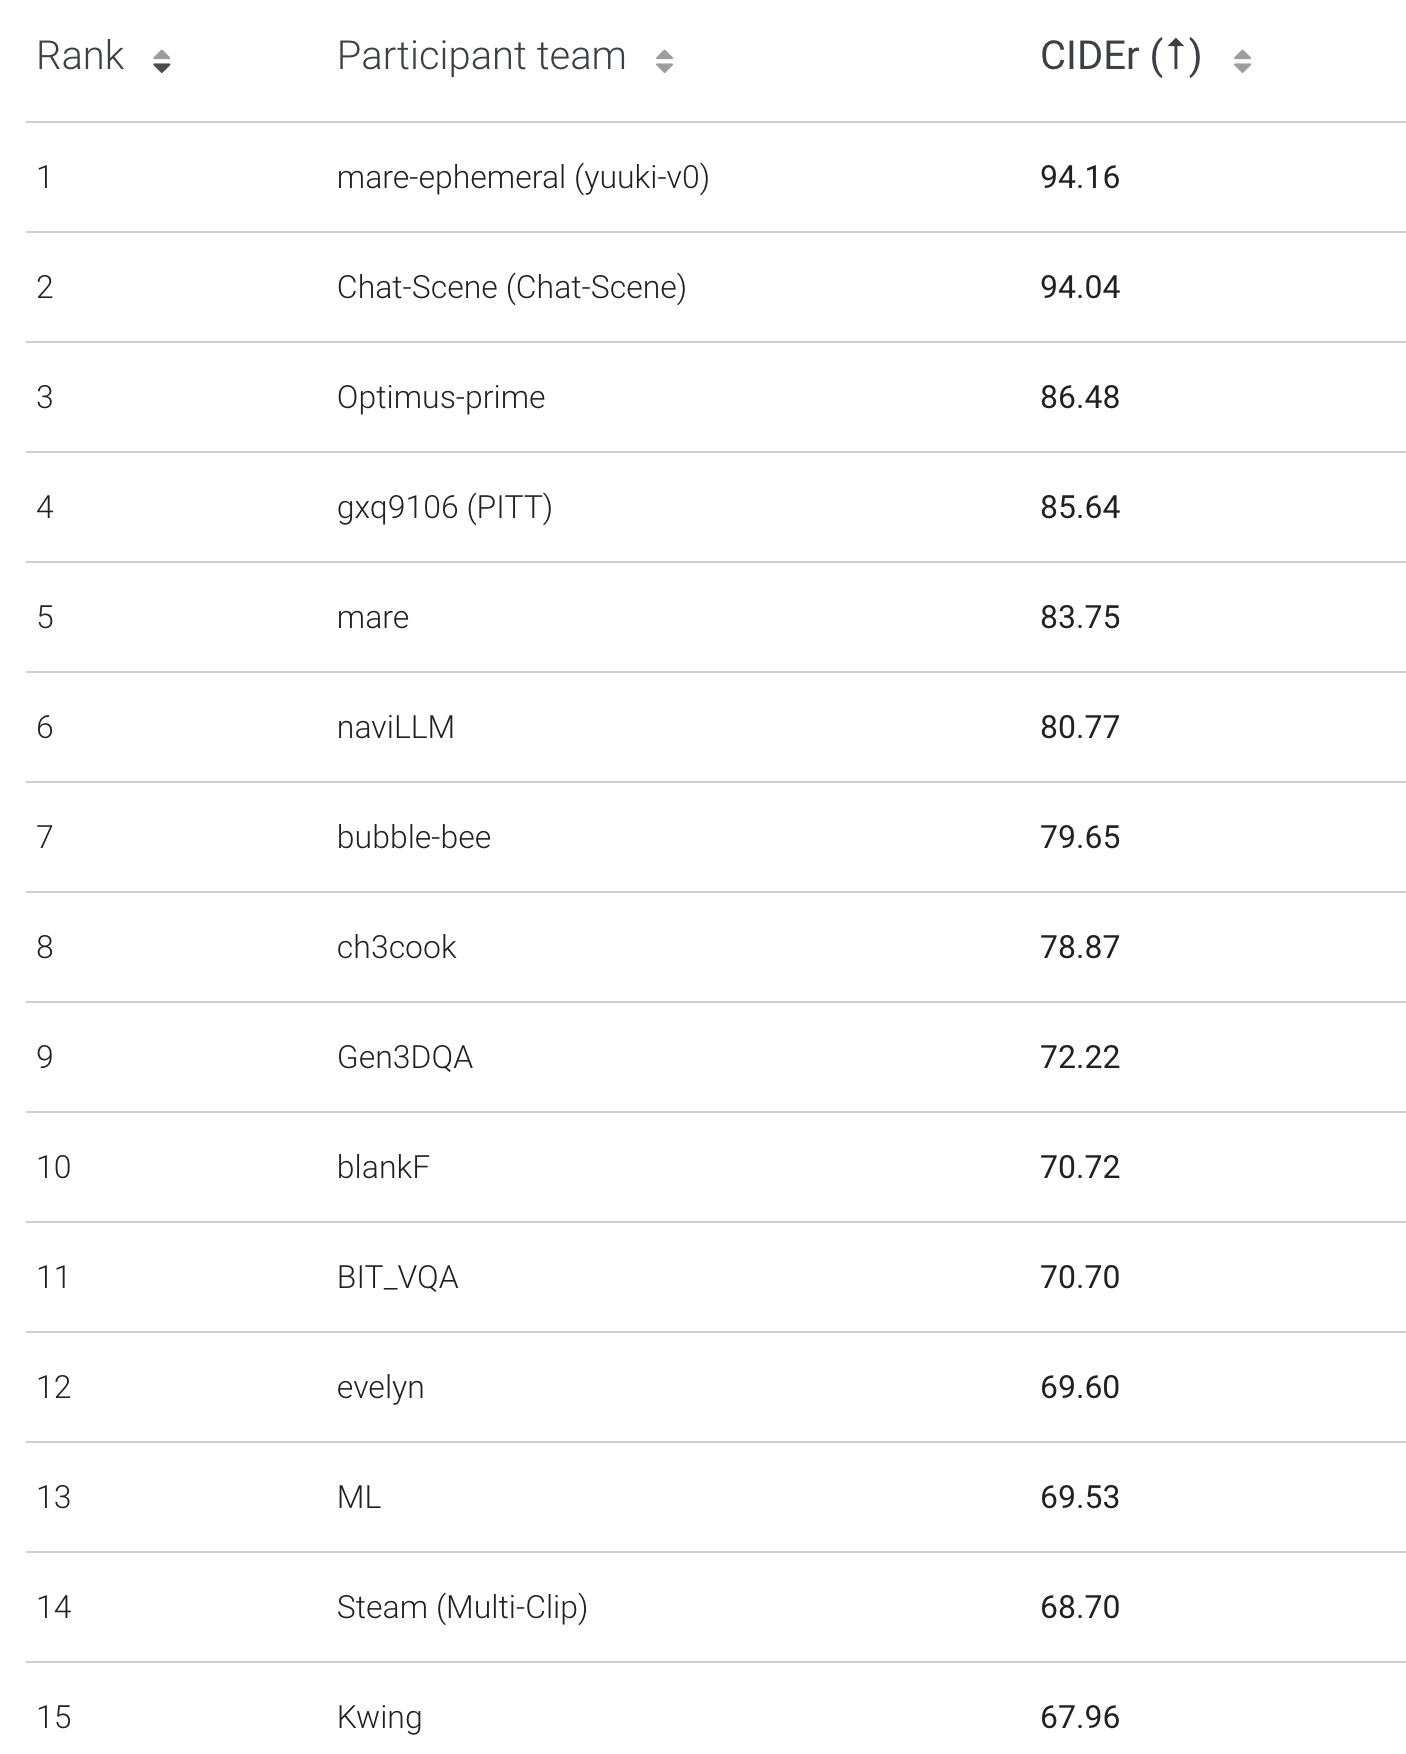 Rank Participant team CIDEr (↑)
1 mare-ephemeral (yuuki-v0) 94.16
2 Chat-Scene (Chat-Scene) 94.04
3 Optimus-prime 86.48
4 gxq9106 (PITT) 85.64
5 mare 83.75
6 naviLLM 80.77
7 bubble-bee 79.65
8 ch3cook 78.87
9 Gen3DQA 72.22
10 blankF 70.72
11 BIT_VQA 70.70
12 evelyn 69.60
13 ML 69.53
14 Steam (Multi-Clip) 68.70
15 Kwing 67.96